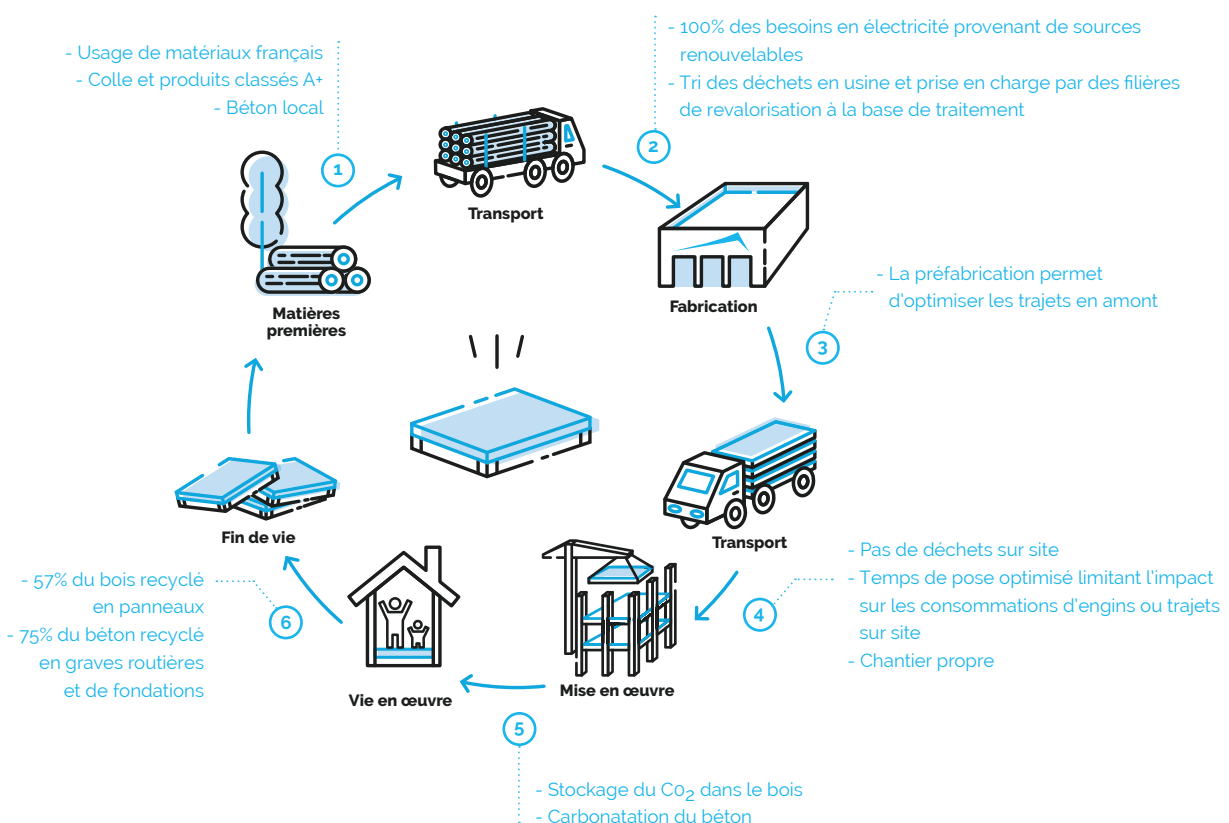 - Usage de matériaux français
- Colle et produits classés A+
- Béton local
1
- 100% des besoins en électricité provenant de sources
renouvelables
- Tri des déchets en usine et prise en charge par des filières
de revalorisation à la base de traitement
2
Transport
Matières
premières
Fabrication
- La préfabrication permet
d'optimiser les trajets en amont
3
Transport
- Pas de déchets sur site
- Temps de pose optimisé limitant l'impact
sur les consommations d'engins ou trajets
sur site
- Chantier propre
4
Mise en œuvre
5
- Stockage du Co₂ dans le bois
- Carbonatation du béton
Vie en œuvre
- 57% du bois recyclé
en panneaux
- 75% du béton recyclé
en graves routières
et de fondations
6
Fin de vie